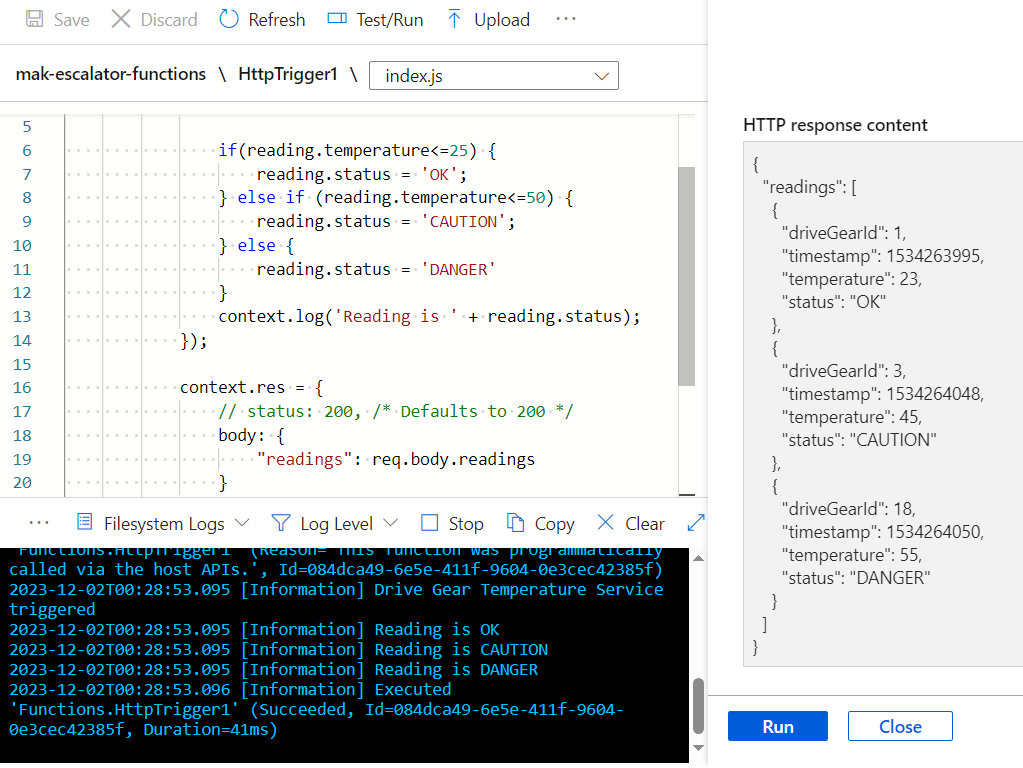 Save Discard Refresh Test/Run Upload ···
mak-escalator-functions \ HttpTrigger1 \ index.js
5
6 if(reading.temperature<=25) {
7 reading.status = 'OK';
8 } else if (reading.temperature<=50) {
9 reading.status = 'CAUTION';
10 } else {
11 reading.status = 'DANGER'
12 }
13 context.log('Reading is ' + reading.status);
14 });
15
16 context.res = {
17 // status: 200, /* Defaults to 200 */
18 body: {
19 "readings": req.body.readings
20 }
··· Filesystem Logs Log Level Stop Copy Clear
'Functions.HttpTrigger1' (Reason='This function was programmatically
called via the host APIs.', Id=084dca49-6e5e-411f-9604-0e3cec42385f)
2023-12-02T00:28:53.095 [Information] Drive Gear Temperature Service
triggered
2023-12-02T00:28:53.095 [Information] Reading is OK
2023-12-02T00:28:53.095 [Information] Reading is CAUTION
2023-12-02T00:28:53.095 [Information] Reading is DANGER
2023-12-02T00:28:53.096 [Information] Executed
'Functions.HttpTrigger1' (Succeeded, Id=084dca49-6e5e-411f-9604-
0e3cec42385f, Duration=41ms)
HTTP response content
{
"readings": [
{
"driveGearId": 1,
"timestamp": 1534263995,
"temperature": 23,
"status": "OK"
},
{
"driveGearId": 3,
"timestamp": 1534264048,
"temperature": 45,
"status": "CAUTION"
},
{
"driveGearId": 18,
"timestamp": 1534264050,
"temperature": 55,
"status": "DANGER"
}
]
}
Run Close